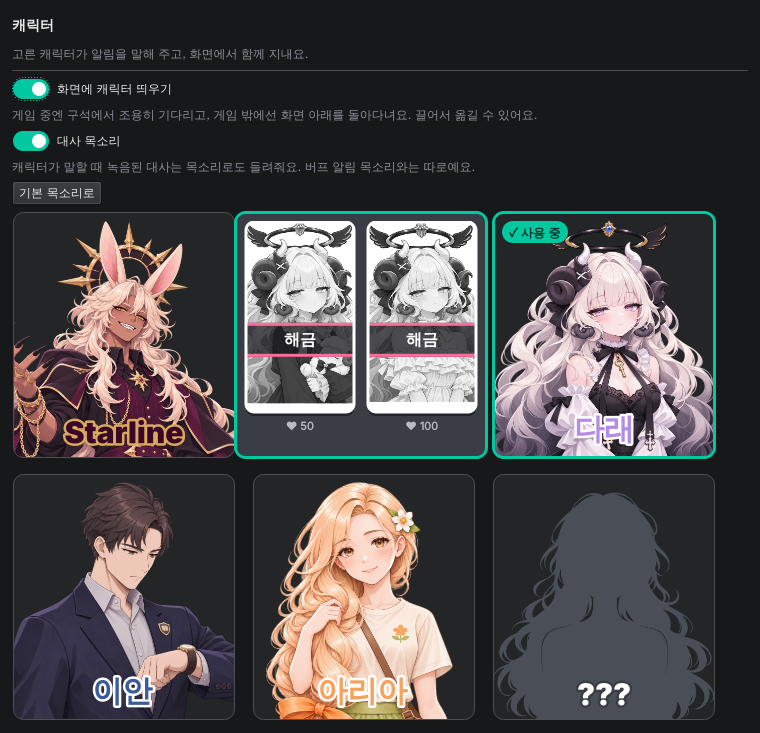 캐릭터
고른 캐릭터가 알림을 말해 주고, 화면에서 함께 지내요.
화면에 캐릭터 띄우기
게임 중엔 구석에서 조용히 기다리고, 게임 밖에선 화면 아래를 돌아다녀요. 끌어서 옮길 수 있어요.
대사 목소리
캐릭터가 말할 때 녹음된 대사는 목소리로도 들려줘요. 버프 알림 목소리와는 따로예요.
기본 목소리로
Starline
해금
♥ 50
해금
♥ 100
✓ 사용 중
다래
이안
아리아
???